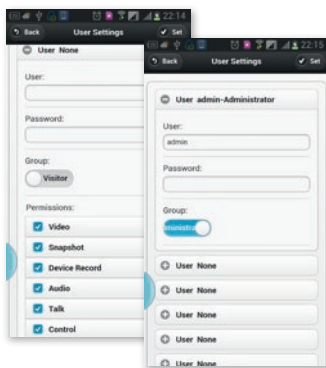 22:14
Back User Settings Set
User None
User:
Password:
Group:
Visitor
Permissions:
Video
Snapshot
Device Record
Audio
Talk
Control
22:15
Back User Settings Set
User admin-Administrator
User:
admin
Password:
Group:
ministra
User None
User None
User None
User None
User None